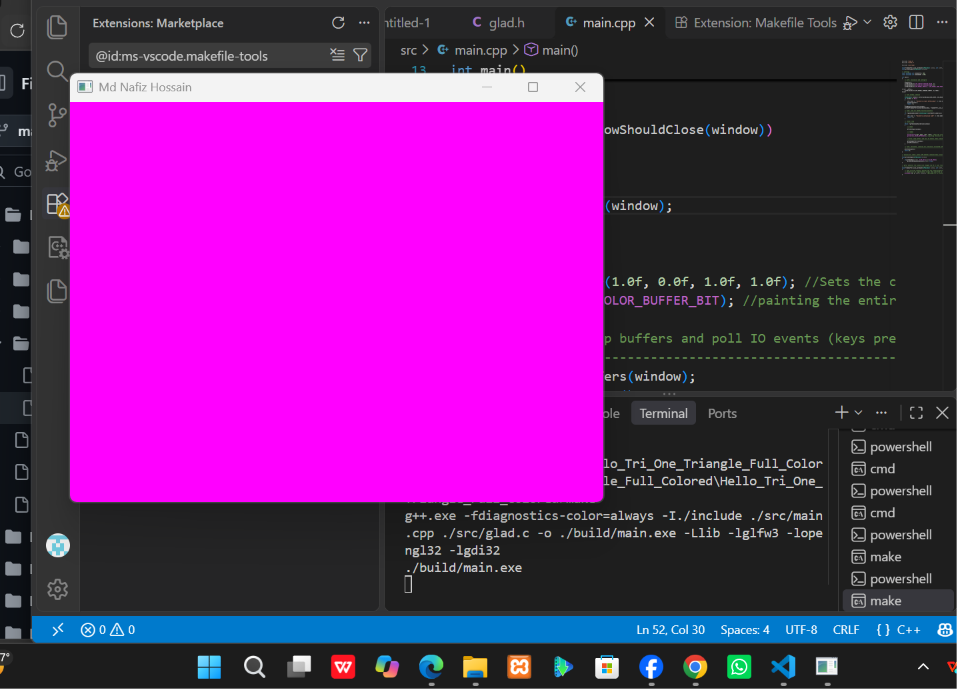 Extensions: Marketplace
ntitled-1
glad.h
main.cpp
Extension: Makefile Tools
@id:ms-vscode.makefile-tools
src > main.cpp > main()
13 int main()
Md Nafiz Hossain
owShouldClose(window))
(window);
(1.0f, 0.0f, 1.0f, 1.0f); //Sets the c
OLOR_BUFFER_BIT); //painting the entir
p buffers and poll IO events (keys pre
ers(window);
Fi
Go
ole
Terminal
Ports
lo_Tri_One_Triangle_Full_Color
le_Full_Colored\Hello_Tri_One_
g++.exe -fdiagnostics-color=always -I./include ./src/main
.cpp ./src/glad.c -o ./build/main.exe -Llib -lglfw3 -lope
ngl32 -lgdi32
./build/main.exe
powershell
cmd
powershell
cmd
powershell
make
powershell
make
0
0
Ln 52, Col 30
Spaces: 4
UTF-8
CRLF
{ } C++
7°